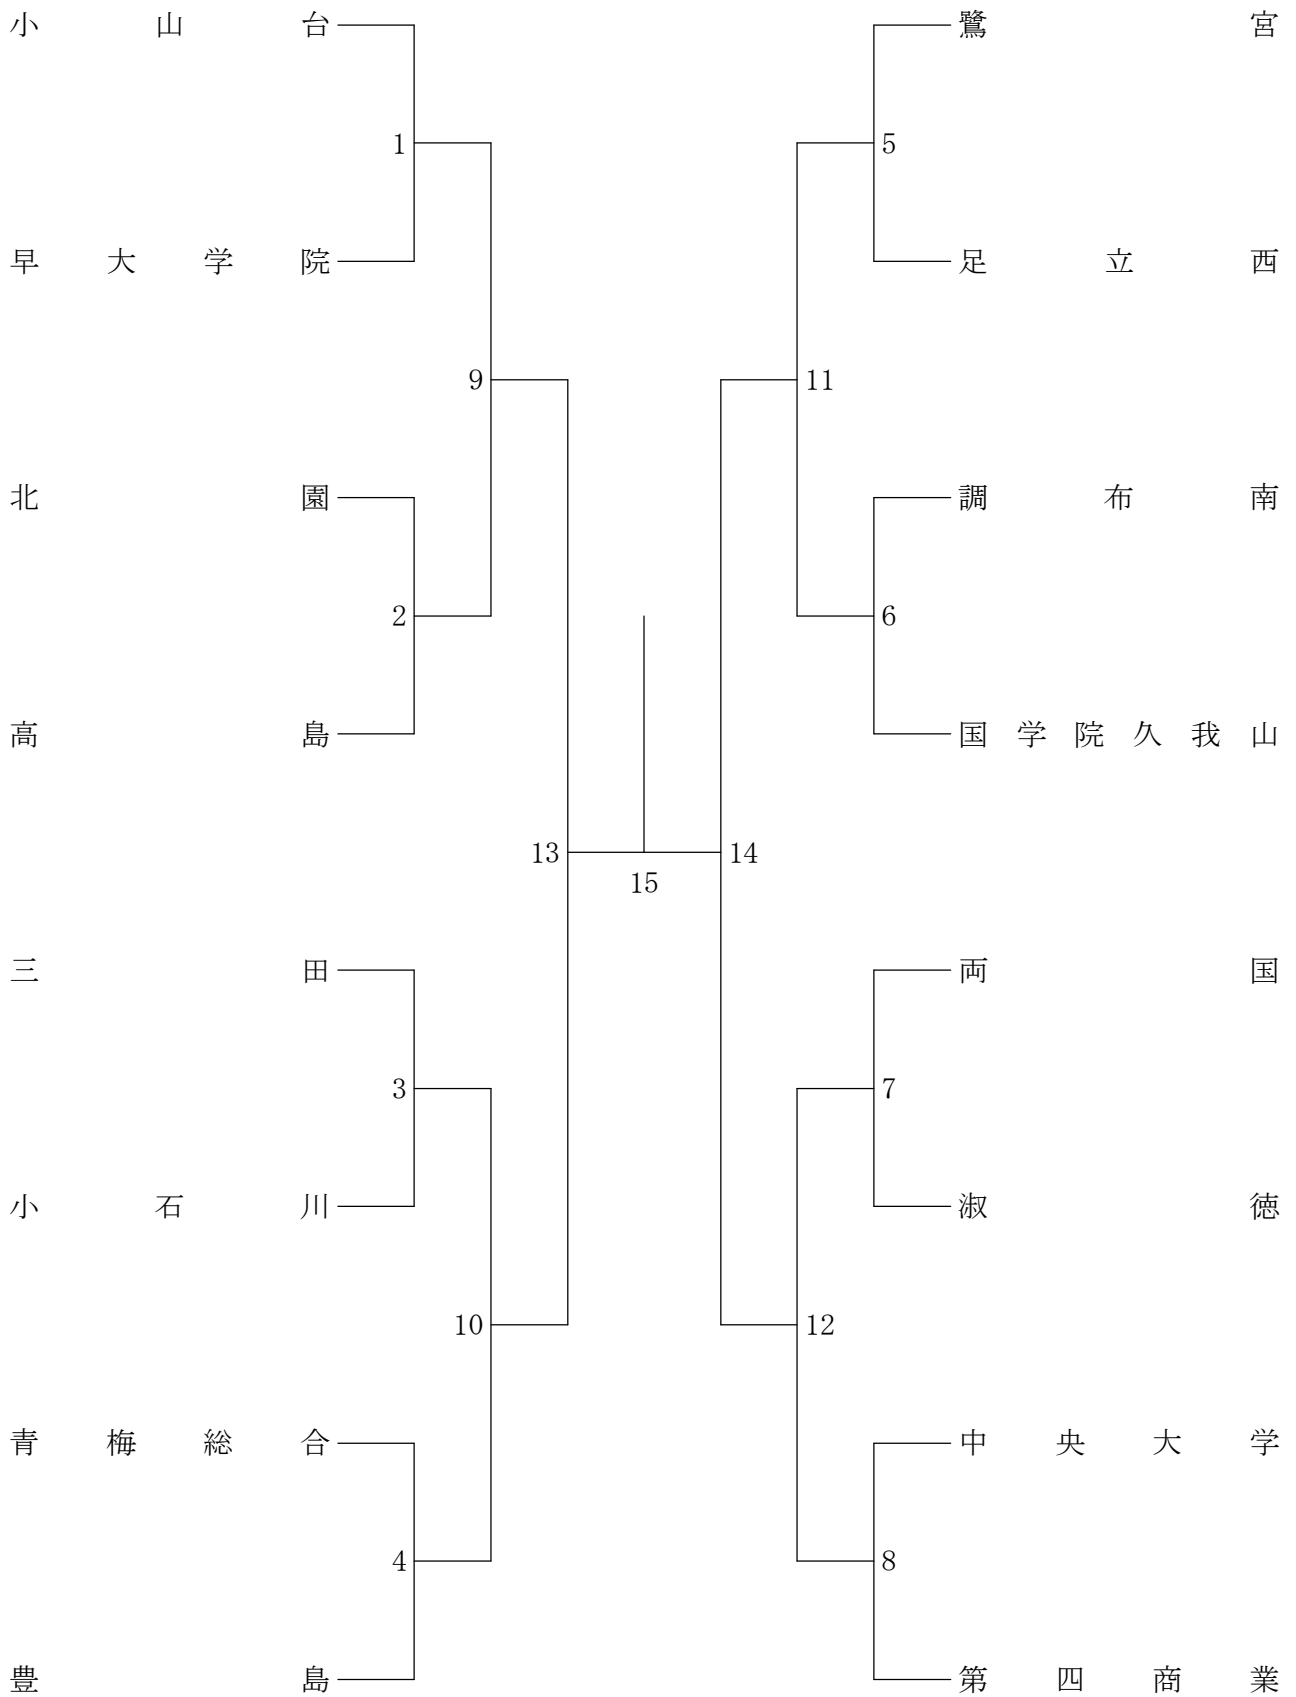 小山台
鷺宮
1
5
早大学院
足立西
9
11
北園
調布南
2
6
高島
国学院久我山
13
14
15
三田
両国
3
7
小石川
淑徳
10
12
青梅総合
中央大学
4
8
豊島
第四商業